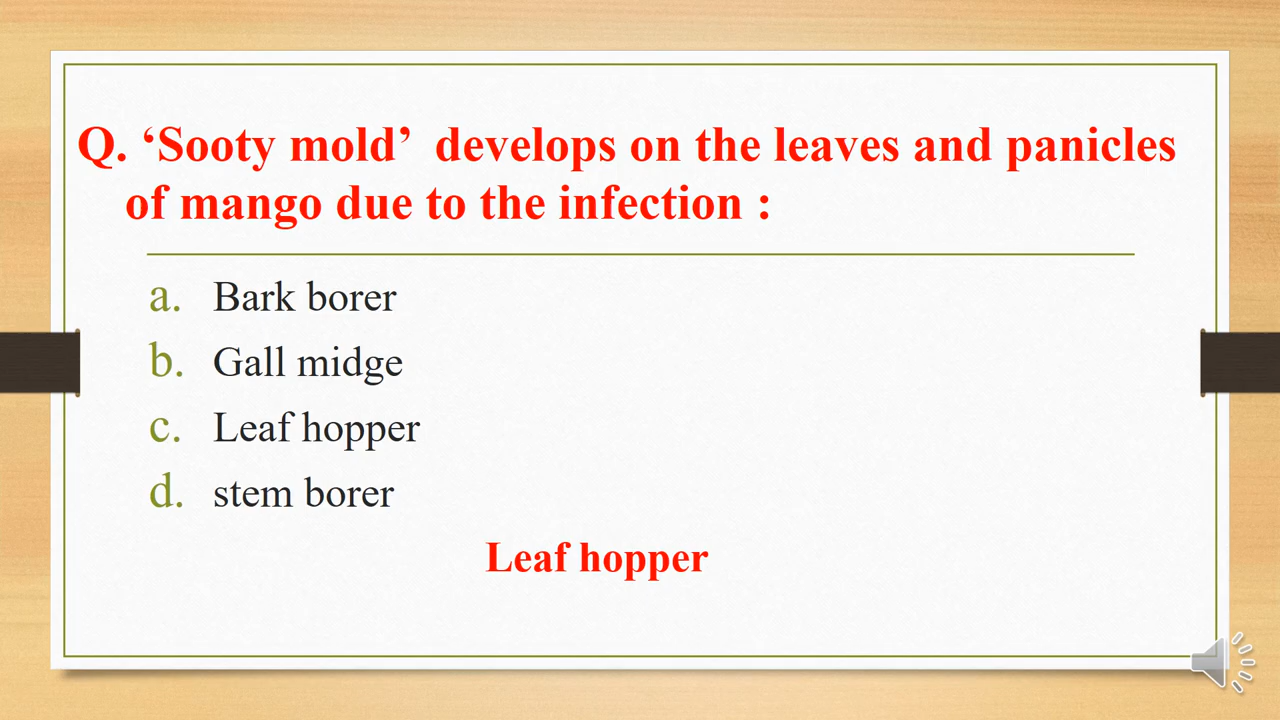 Q. ‘Sooty mold’ develops on the leaves and panicles
of mango due to the infection :
a. Bark borer
b. Gall midge
c. Leaf hopper
d. stem borer
Leaf hopper